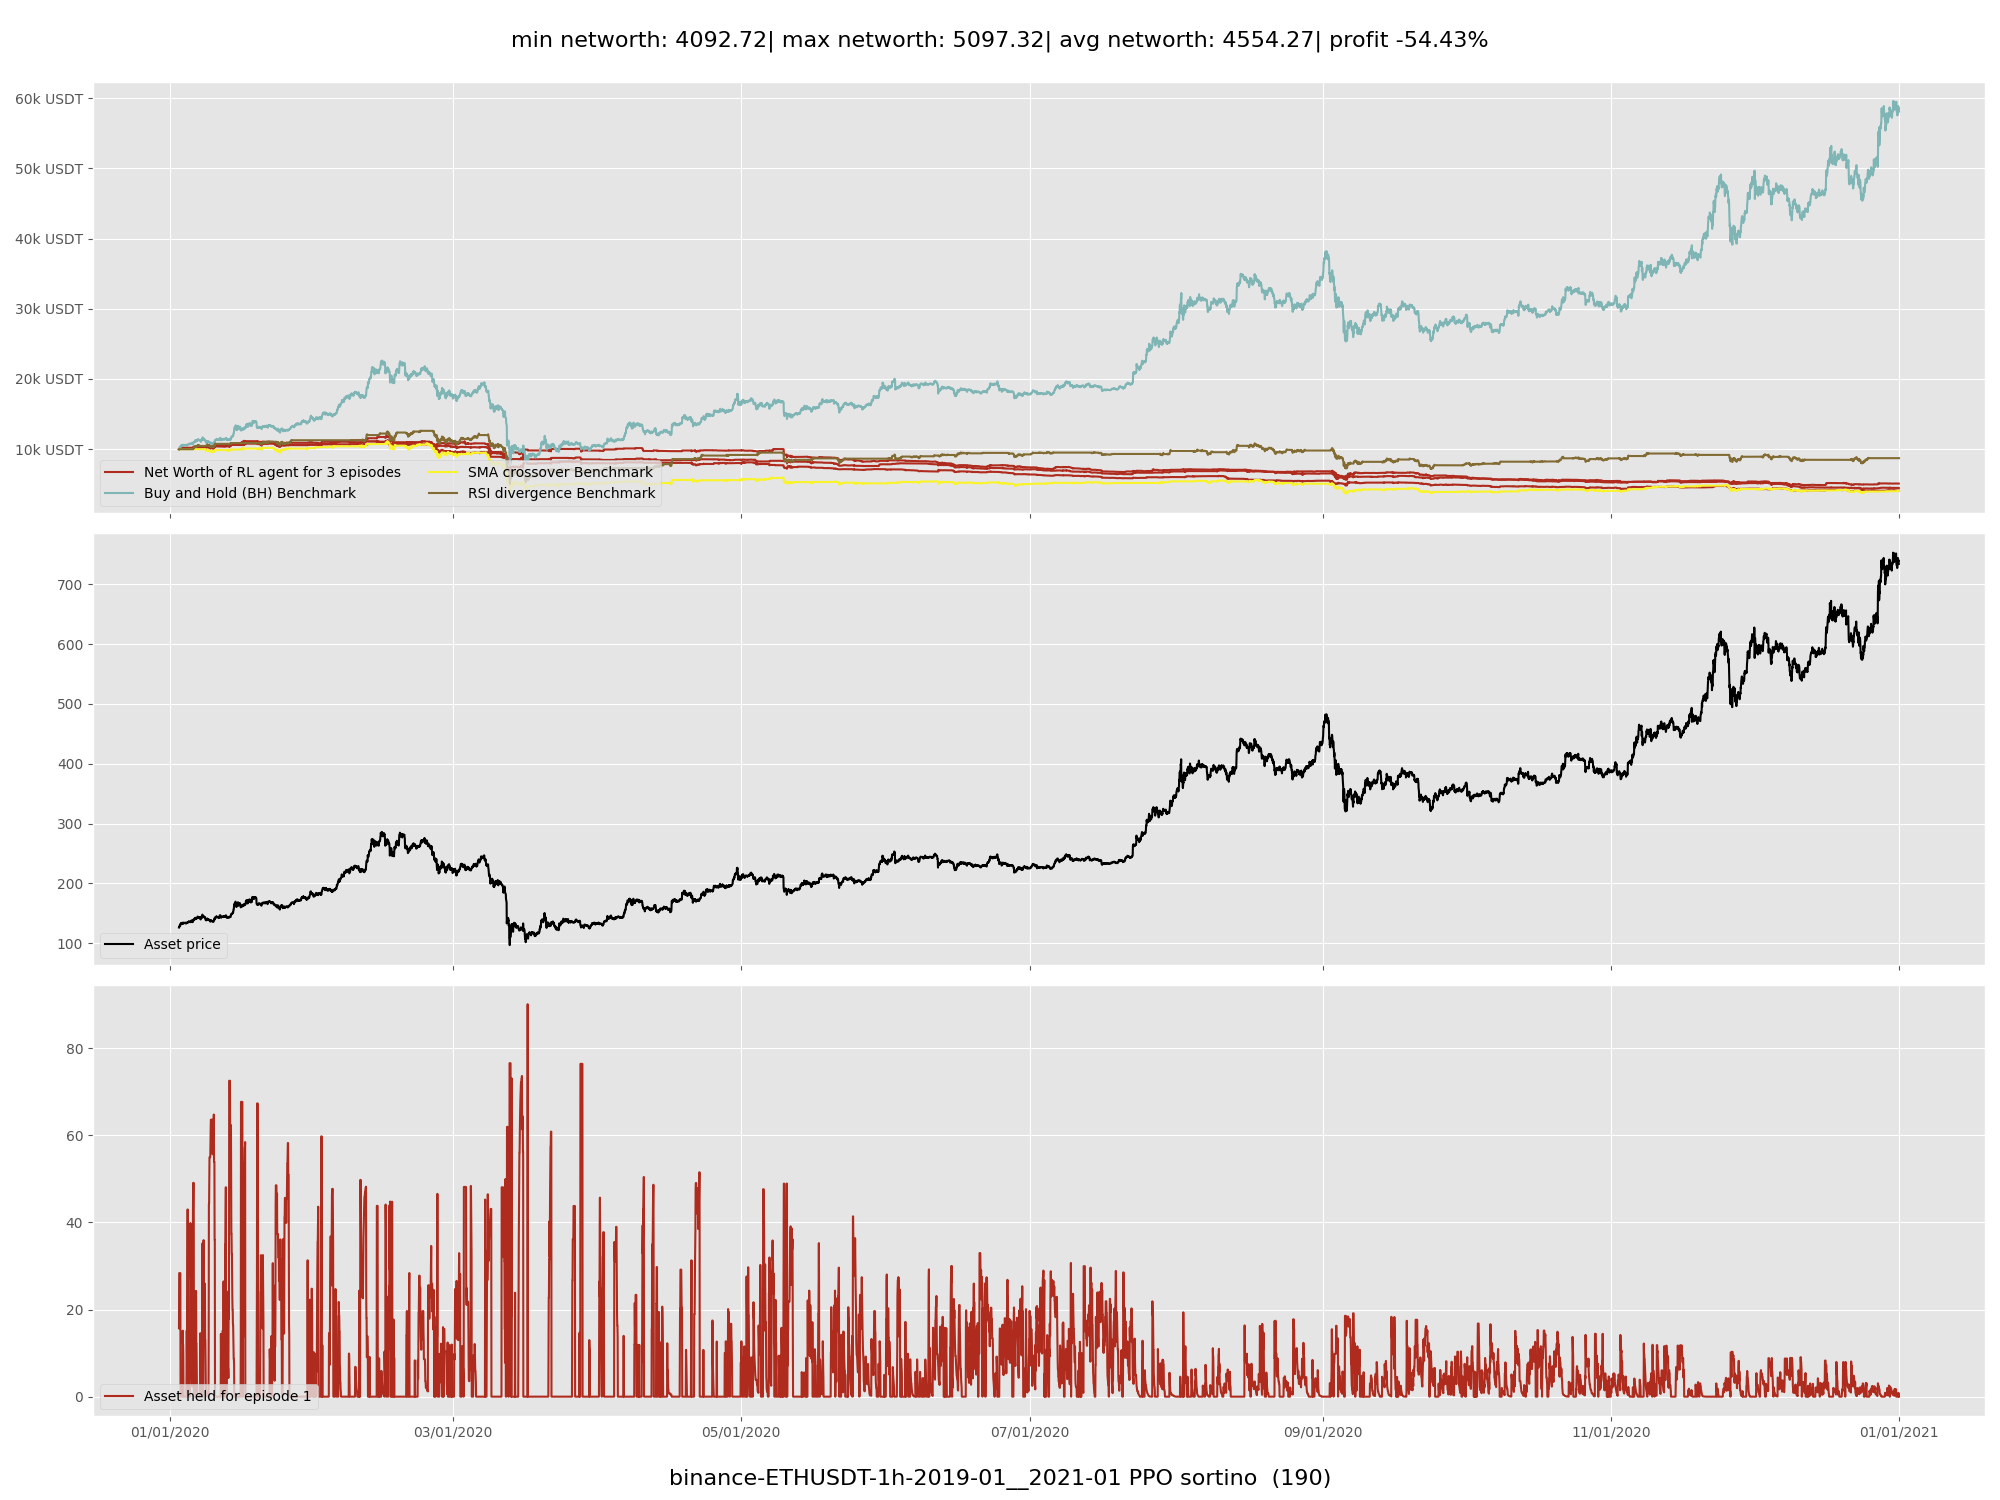 min networth: 4092.72| max networth: 5097.32| avg networth: 4554.27| profit -54.43%
60k USDT
50k USDT
40k USDT
30k USDT
20k USDT
10k USDT
Net Worth of RL agent for 3 episodes
Buy and Hold (BH) Benchmark
SMA crossover Benchmark
RSI divergence Benchmark
700
600
500
400
300
200
100
Asset price
80
60
40
20
0
Asset held for episode 1
01/01/2020 03/01/2020 05/01/2020 07/01/2020 09/01/2020 11/01/2020 01/01/2021
binance-ETHUSDT-1h-2019-01__2021-01 PPO sortino (190)